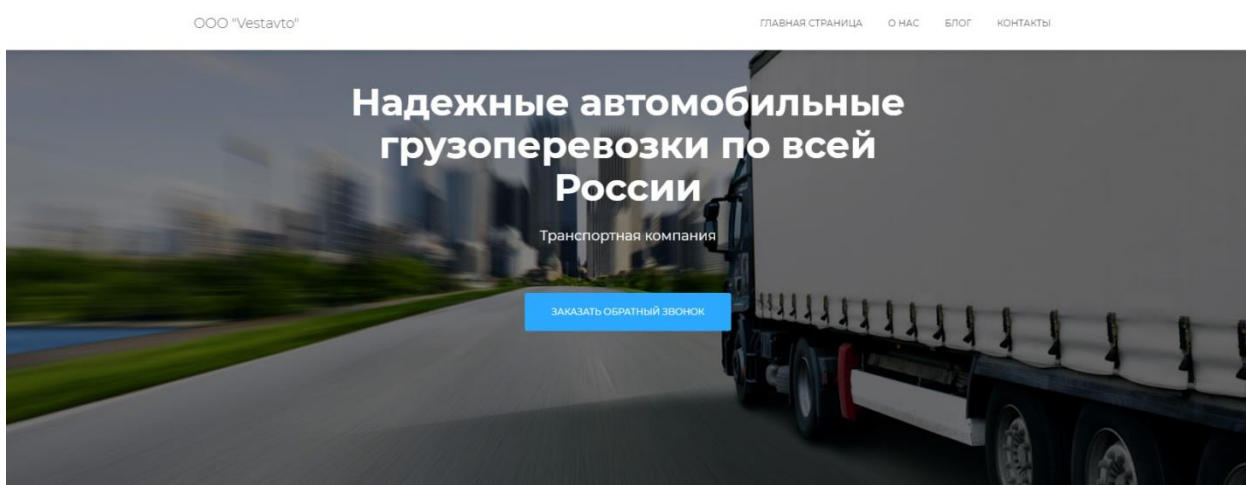 ООО "Vestavto"
ГЛАВНАЯ СТРАНИЦА О НАС БЛОГ КОНТАКТЫ
Надежные автомобильные
грузоперевозки по всей
России
Транспортная компания
ЗАКАЗАТЬ ОБРАТНЫЙ ЗВОНОК